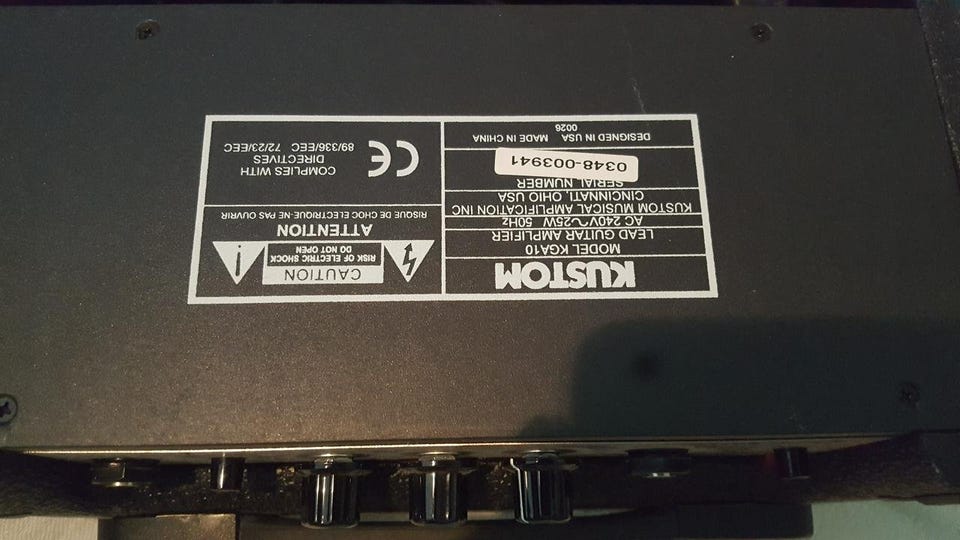 KUSTOM
MODEL KGA10
LEAD GUITAR AMPLIFIER
AC 240V~25W 50Hz
KUSTOM MUSICAL AMPLIFICATION INC
CINCINNATI, OHIO USA
SERIAL NUMBER
0348-003941
DESIGNED IN USA MADE IN CHINA
0026
CAUTION
RISK OF ELECTRIC SHOCK
DO NOT OPEN
ATTENTION
RISQUE DE CHOC ELECTRIQUE-NE PAS OUVRIR
CE
COMPLIES WITH
DIRECTIVES
89/336/EEC 72/23/EEC